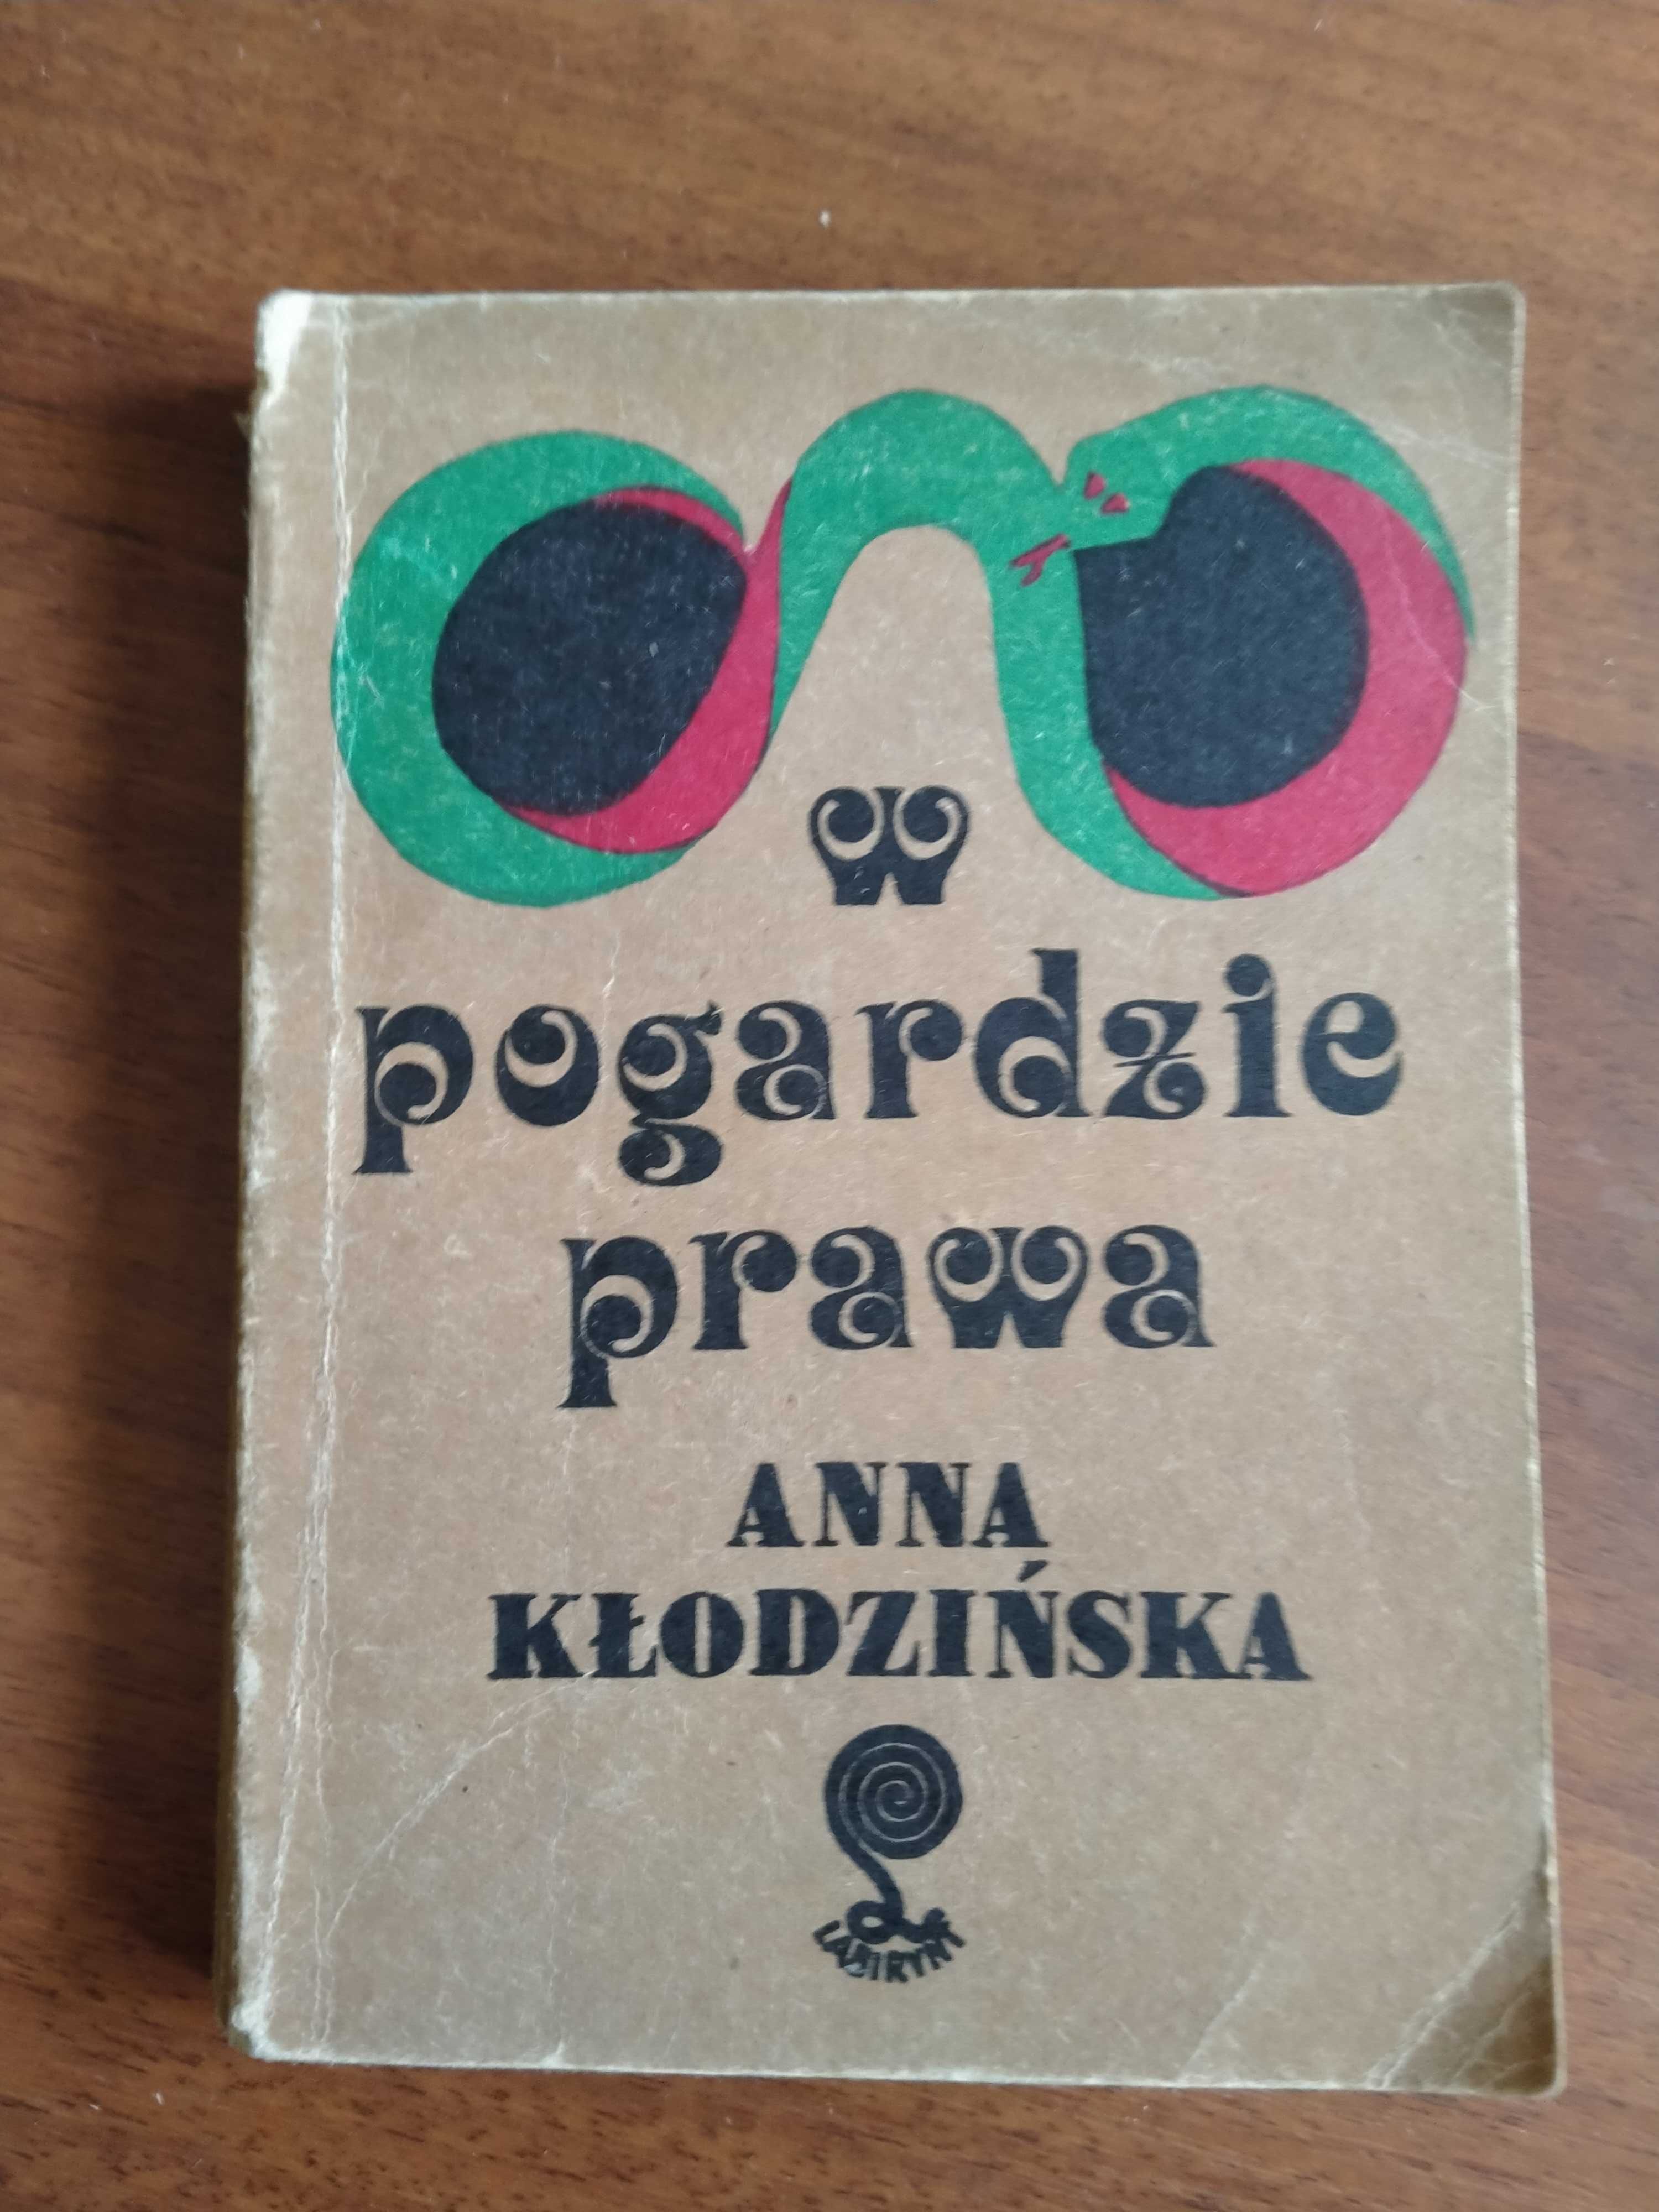 w
pogardzie
prawa
ANNA
KŁODZIŃSKA
LABIRYNT